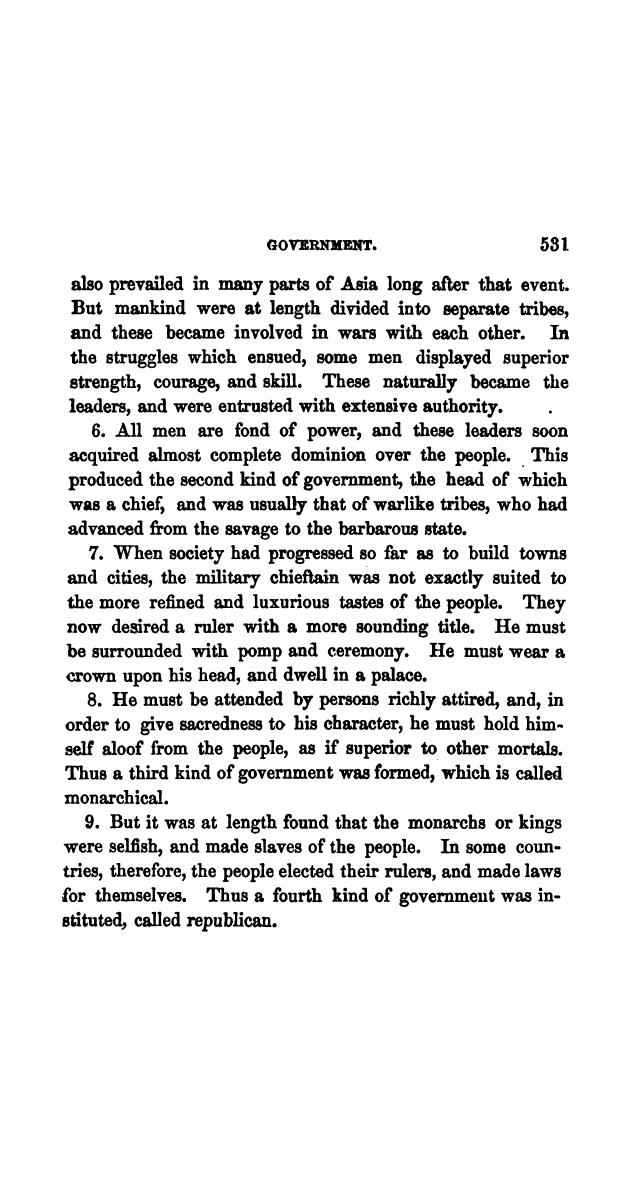 GOVERNMENT. 531
also prevailed in many parts of Asia long after that event.
But mankind were at length divided into separate tribes,
and these became involved in wars with each other. In
the struggles which ensued, some men displayed superior
strength, courage, and skill. These naturally became the
leaders, and were entrusted with extensive authority.
6. All men are fond of power, and these leaders soon
acquired almost complete dominion over the people. This
produced the second kind of government, the head of which
was a chief, and was usually that of warlike tribes, who had
advanced from the savage to the barbarous state.
7. When society had progressed so far as to build towns
and cities, the military chieftain was not exactly suited to
the more refined and luxurious tastes of the people. They
now desired a ruler with a more sounding title. He must
be surrounded with pomp and ceremony. He must wear a
crown upon his head, and dwell in a palace.
8. He must be attended by persons richly attired, and, in
order to give sacredness to his character, he must hold him-
self aloof from the people, as if superior to other mortals.
Thus a third kind of government was formed, which is called
monarchical.
9. But it was at length found that the monarchs or kings
were selfish, and made slaves of the people. In some coun-
tries, therefore, the people elected their rulers, and made laws
for themselves. Thus a fourth kind of government was in-
stituted, called republican.